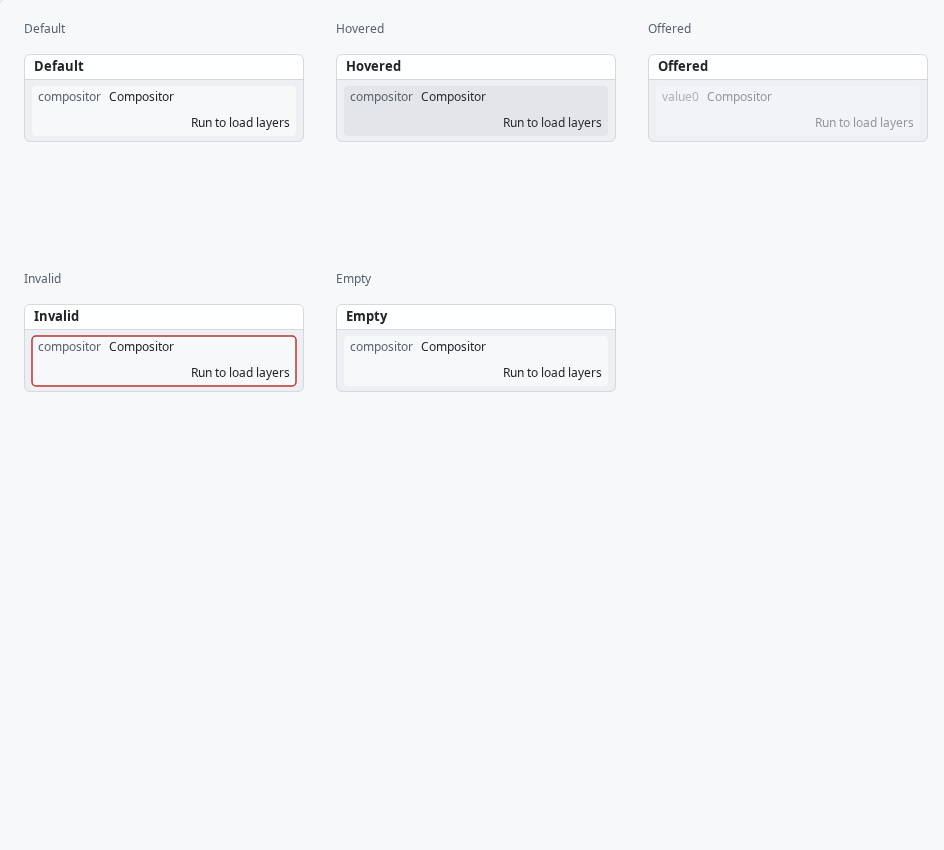 Default
Hovered
Offered
Default
compositor Compositor
Run to load layers
Hovered
compositor Compositor
Run to load layers
Offered
value0 Compositor
Run to load layers
Invalid
Empty
Invalid
compositor Compositor
Run to load layers
Empty
compositor Compositor
Run to load layers